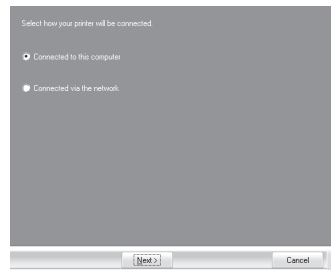 Select how your printer will be connected.
Connected to this computer
Connected via the network
Next >
Cancel